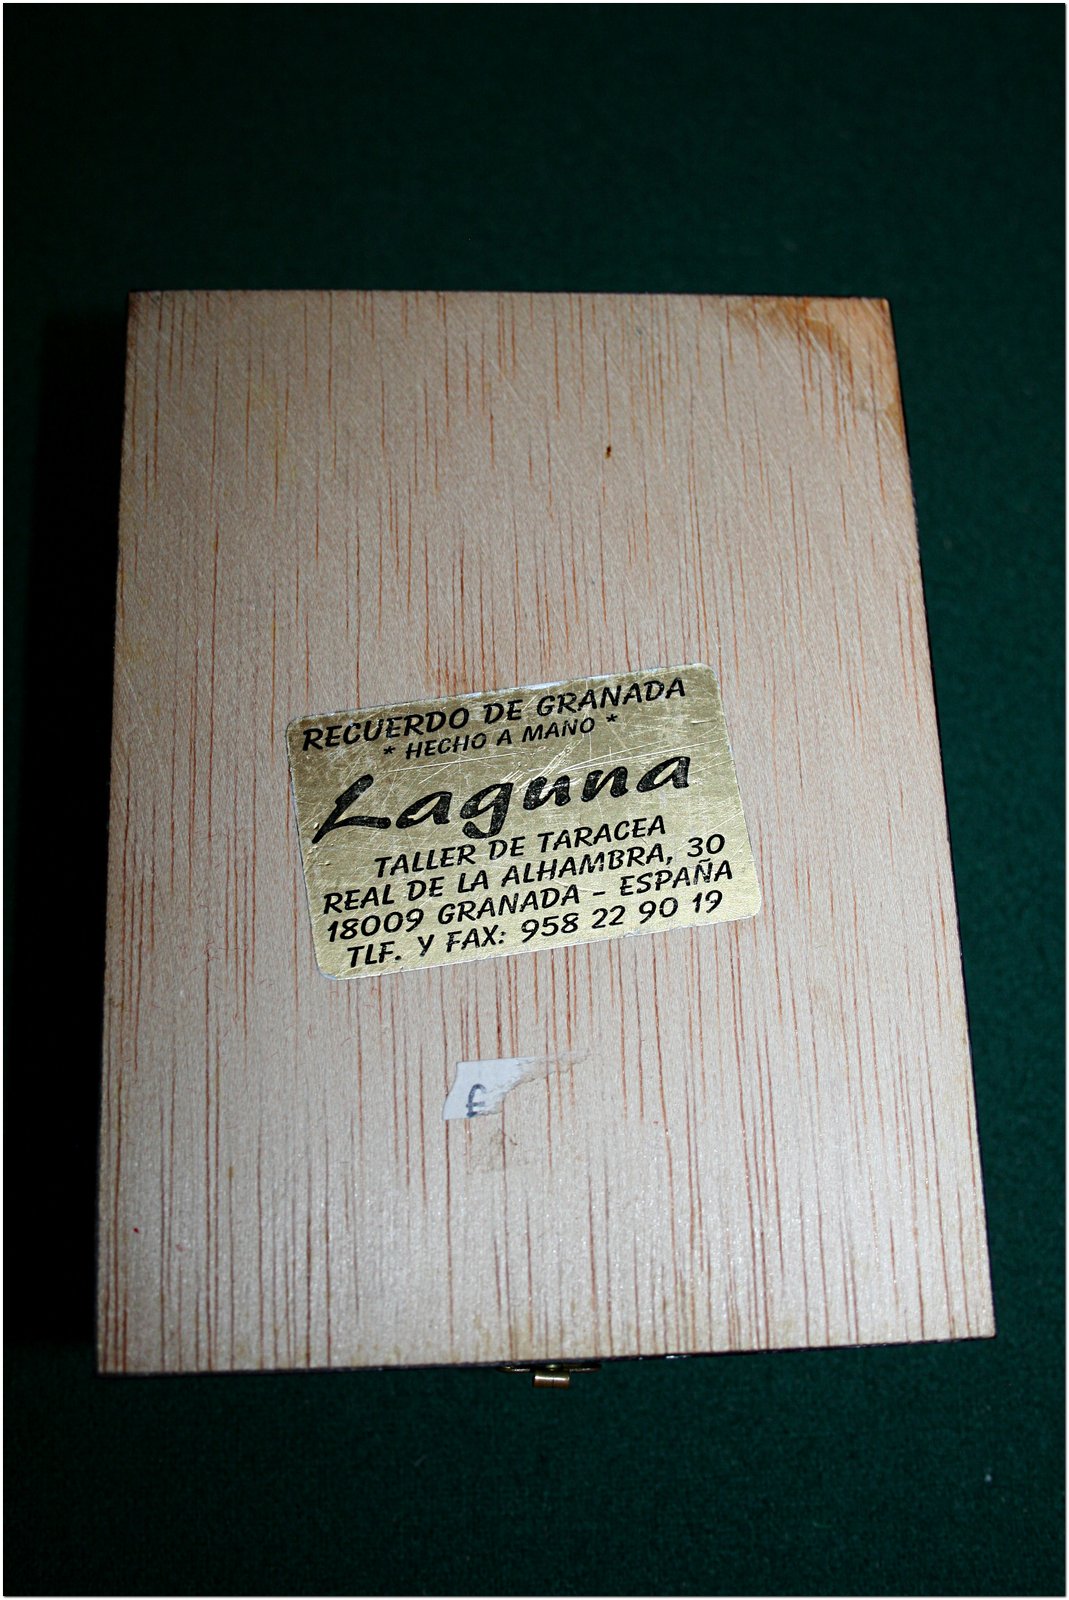 RECUERDO DE GRANADA
* HECHO A MANO *
Laguna
TALLER DE TARACEA
REAL DE LA ALHAMBRA, 30
18009 GRANADA – ESPAÑA
TLF. Y FAX: 958 22 90 19